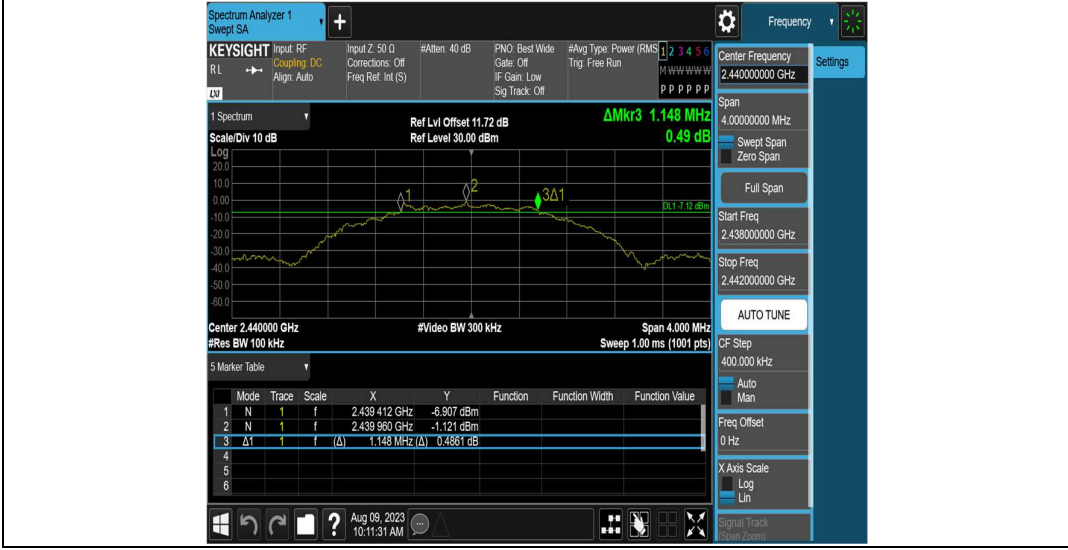 Spectrum Analyzer 1
Swept SA
+
Frequency
KEYSIGHT
RL
LXI
Input: RF
Coupling: DC
Align: Auto
Input Z: 50 Ω
Corrections: Off
Freq Ref: Int (S)
#Atten: 40 dB
PNO: Best Wide
Gate: Off
IF Gain: Low
Sig Track: Off
#Avg Type: Power (RMS
Trig: Free Run
1 2 3 4 5 6
M W W W W W
P P P P P P
1 Spectrum
Scale/Div 10 dB
Ref Lvl Offset 11.72 dB
Ref Level 30.00 dBm
ΔMkr3 1.148 MHz
0.49 dB
Log
20.0
10.0
0.00
-10.0
-20.0
-30.0
-40.0
-50.0
-60.0
1
2
3Δ1
DL1 -7.12 dBm
Center 2.440000 GHz
#Video BW 300 kHz
Span 4.000 MHz
#Res BW 100 kHz
Sweep 1.00 ms (1001 pts)
5 Marker Table
Mode Trace Scale X Y Function Function Width Function Value
1 N 1 f 2.439 412 GHz -6.907 dBm
2 N 1 f 2.439 960 GHz -1.121 dBm
3 Δ1 1 f (Δ) 1.148 MHz (Δ) 0.4861 dB
4
5
6
?
Aug 09, 2023
10:11:31 AM
Center Frequency
2.440000000 GHz
Settings
Span
4.00000000 MHz
Swept Span
Zero Span
Full Span
Start Freq
2.438000000 GHz
Stop Freq
2.442000000 GHz
AUTO TUNE
CF Step
400.000 kHz
Auto
Man
Freq Offset
0 Hz
X Axis Scale
Log
Lin
Signal Track
(Span Zoom)